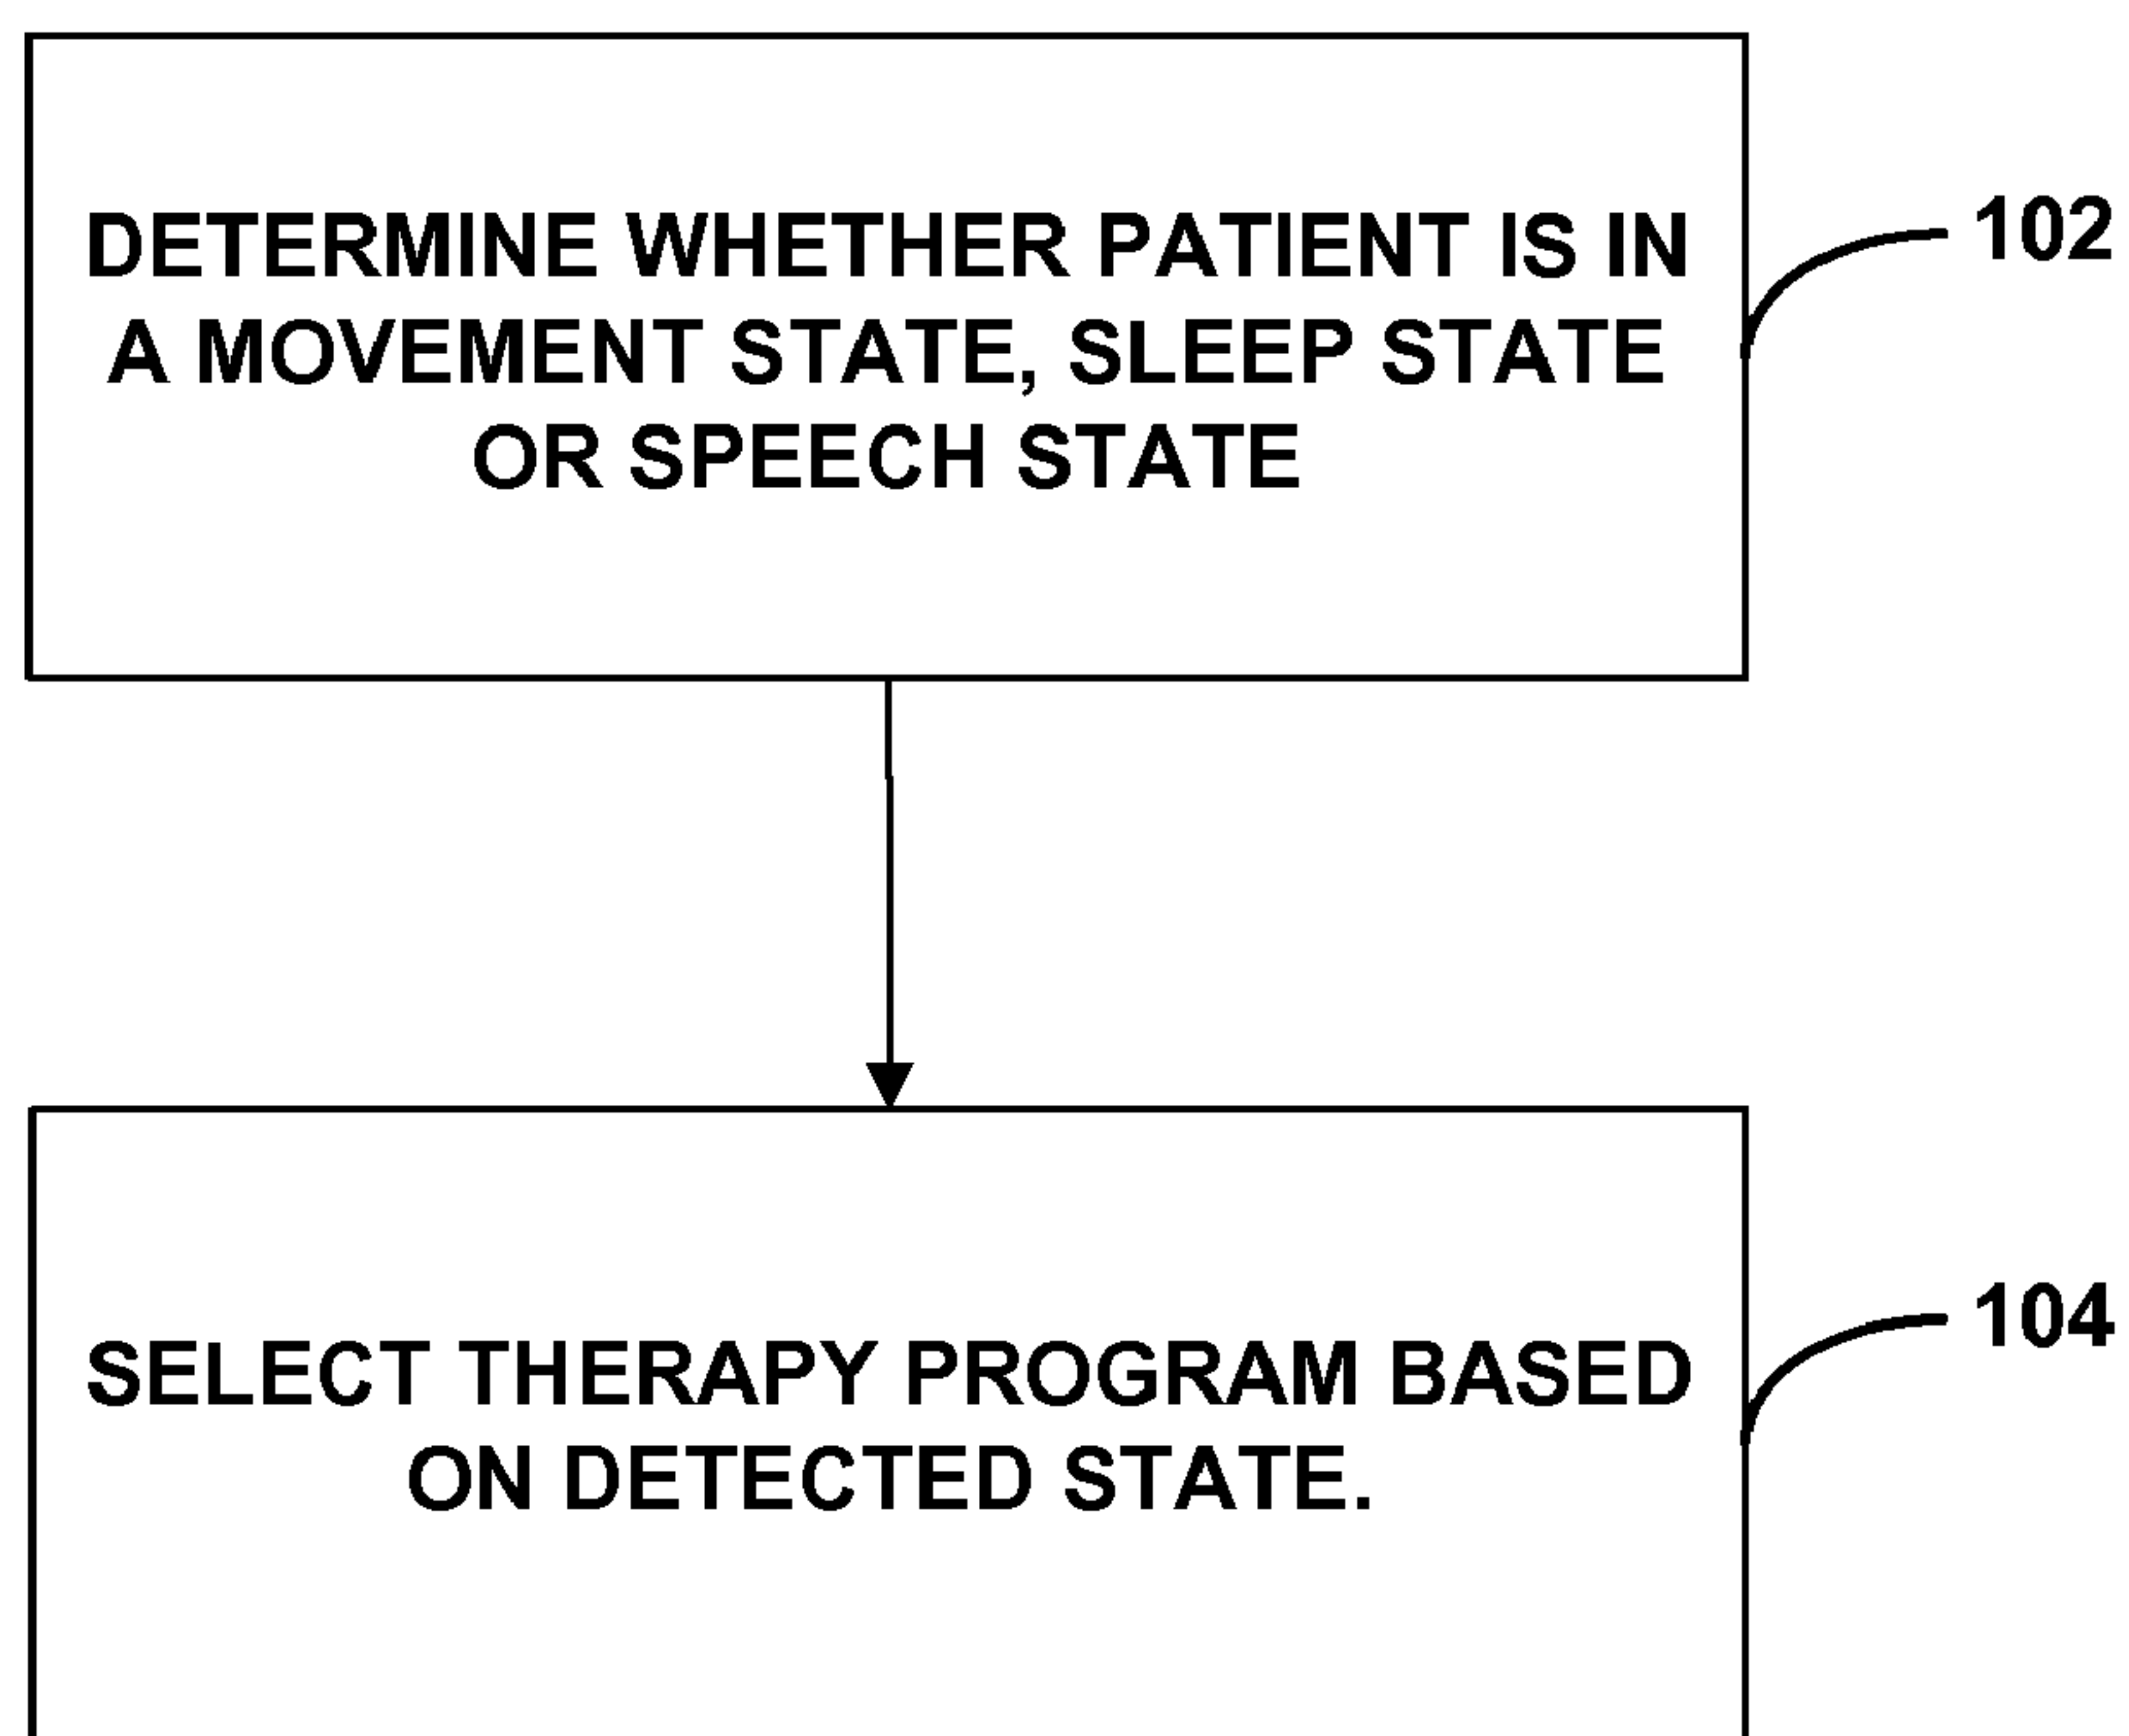 DETERMINE WHETHER PATIENT IS IN
A MOVEMENT STATE, SLEEP STATE
OR SPEECH STATE
102
SELECT THERAPY PROGRAM BASED
ON DETECTED STATE.
104